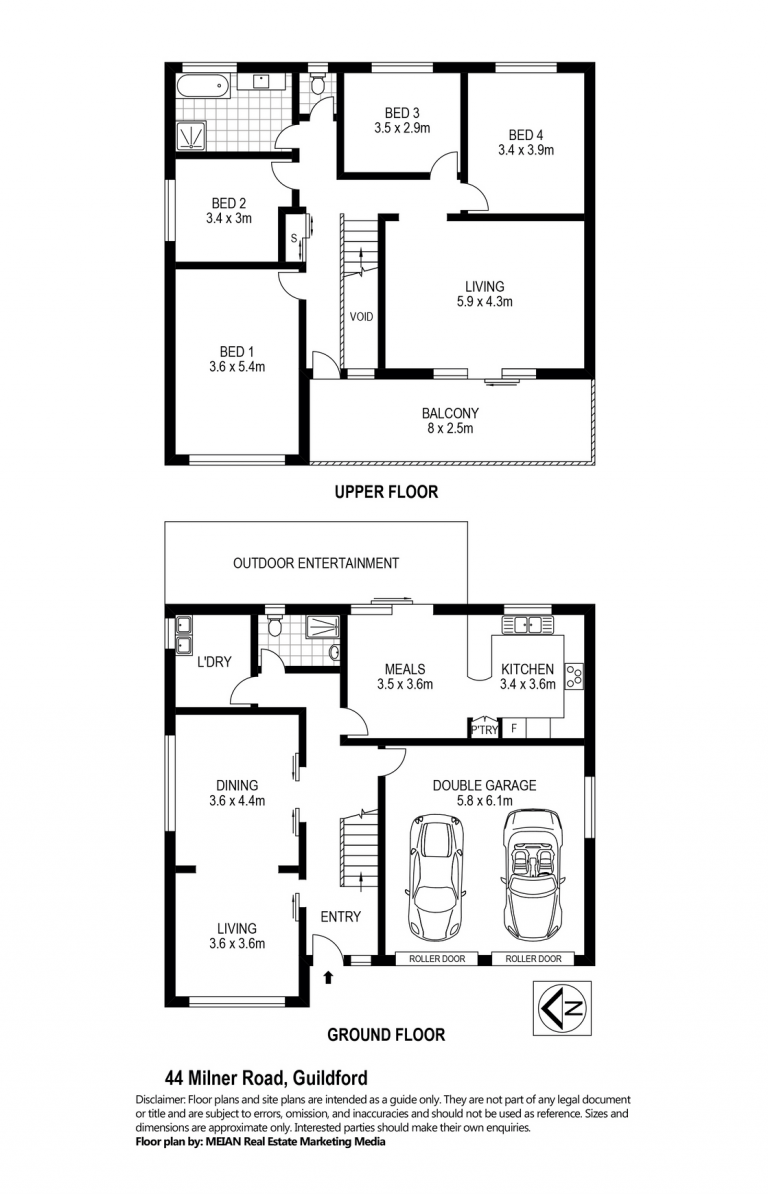 BED 3
3.5 x 2.9m
BED 4
3.4 x 3.9m
BED 2
3.4 x 3m
S
LIVING
5.9 x 4.3m
VOID
BED 1
3.6 x 5.4m
BALCONY
8 x 2.5m
UPPER FLOOR
OUTDOOR ENTERTAINMENT
L'DRY
MEALS
3.5 x 3.6m
KITCHEN
3.4 x 3.6m
P'TRY
F
DINING
3.6 x 4.4m
DOUBLE GARAGE
5.8 x 6.1m
ENTRY
LIVING
3.6 x 3.6m
ROLLER DOOR
ROLLER DOOR
N
GROUND FLOOR
44 Milner Road, Guildford
Disclaimer: Floor plans and site plans are intended as a guide only. They are not part of any legal document
or title and are subject to errors, omission, and inaccuracies and should not be used as reference. Sizes and
dimensions are approximate only. Interested parties should make their own enquiries.
Floor plan by: MEIAN Real Estate Marketing Media